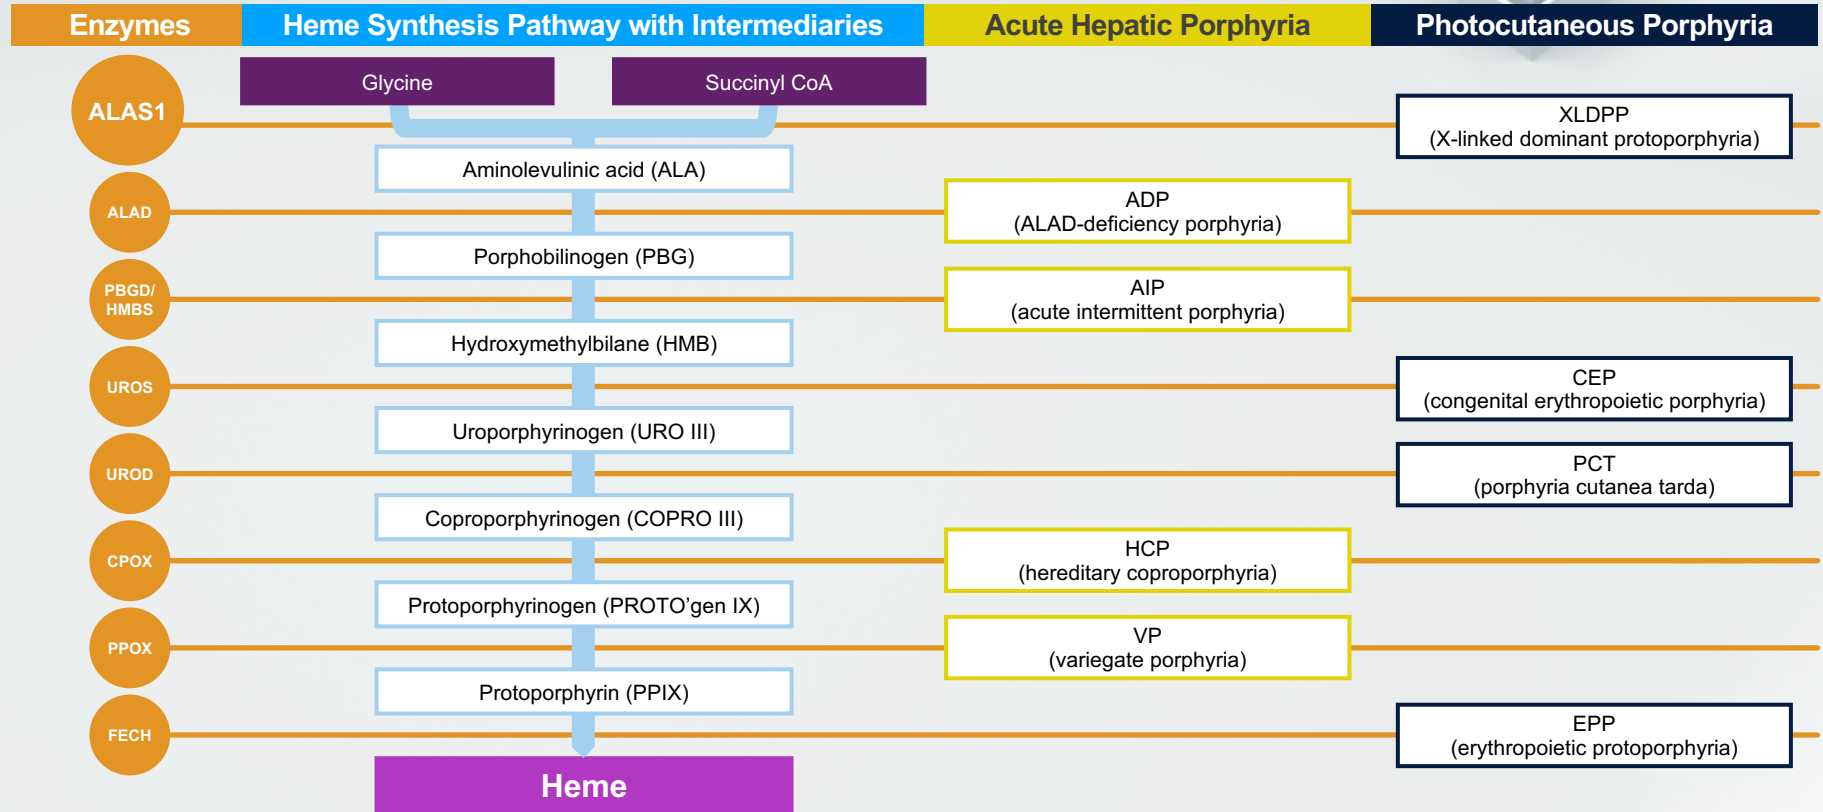 Enzymes
Heme Synthesis Pathway with Intermediaries
Acute Hepatic Porphyria
Photocutaneous Porphyria
Glycine
Succinyl CoA
ALAS1
XLDPP
(X-linked dominant protoporphyria)
Aminolevulinic acid (ALA)
ALAD
ADP
(ALAD-deficiency porphyria)
Porphobilinogen (PBG)
PBGD/
HMBS
AIP
(acute intermittent porphyria)
Hydroxymethylbilane (HMB)
UROS
CEP
(congenital erythropoietic porphyria)
Uroporphyrinogen (URO III)
UROD
PCT
(porphyria cutanea tarda)
Coproporphyrinogen (COPRO III)
CPOX
HCP
(hereditary coproporphyria)
Protoporphyrinogen (PROTO’gen IX)
PPOX
VP
(variegate porphyria)
Protoporphyrin (PPIX)
FECH
EPP
(erythropoietic protoporphyria)
Heme